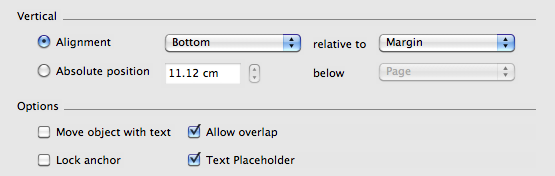 Vertical
Alignment Bottom relative to Margin
Absolute position 11.12 cm below Page
Options
Move object with text Allow overlap
Lock anchor Text Placeholder